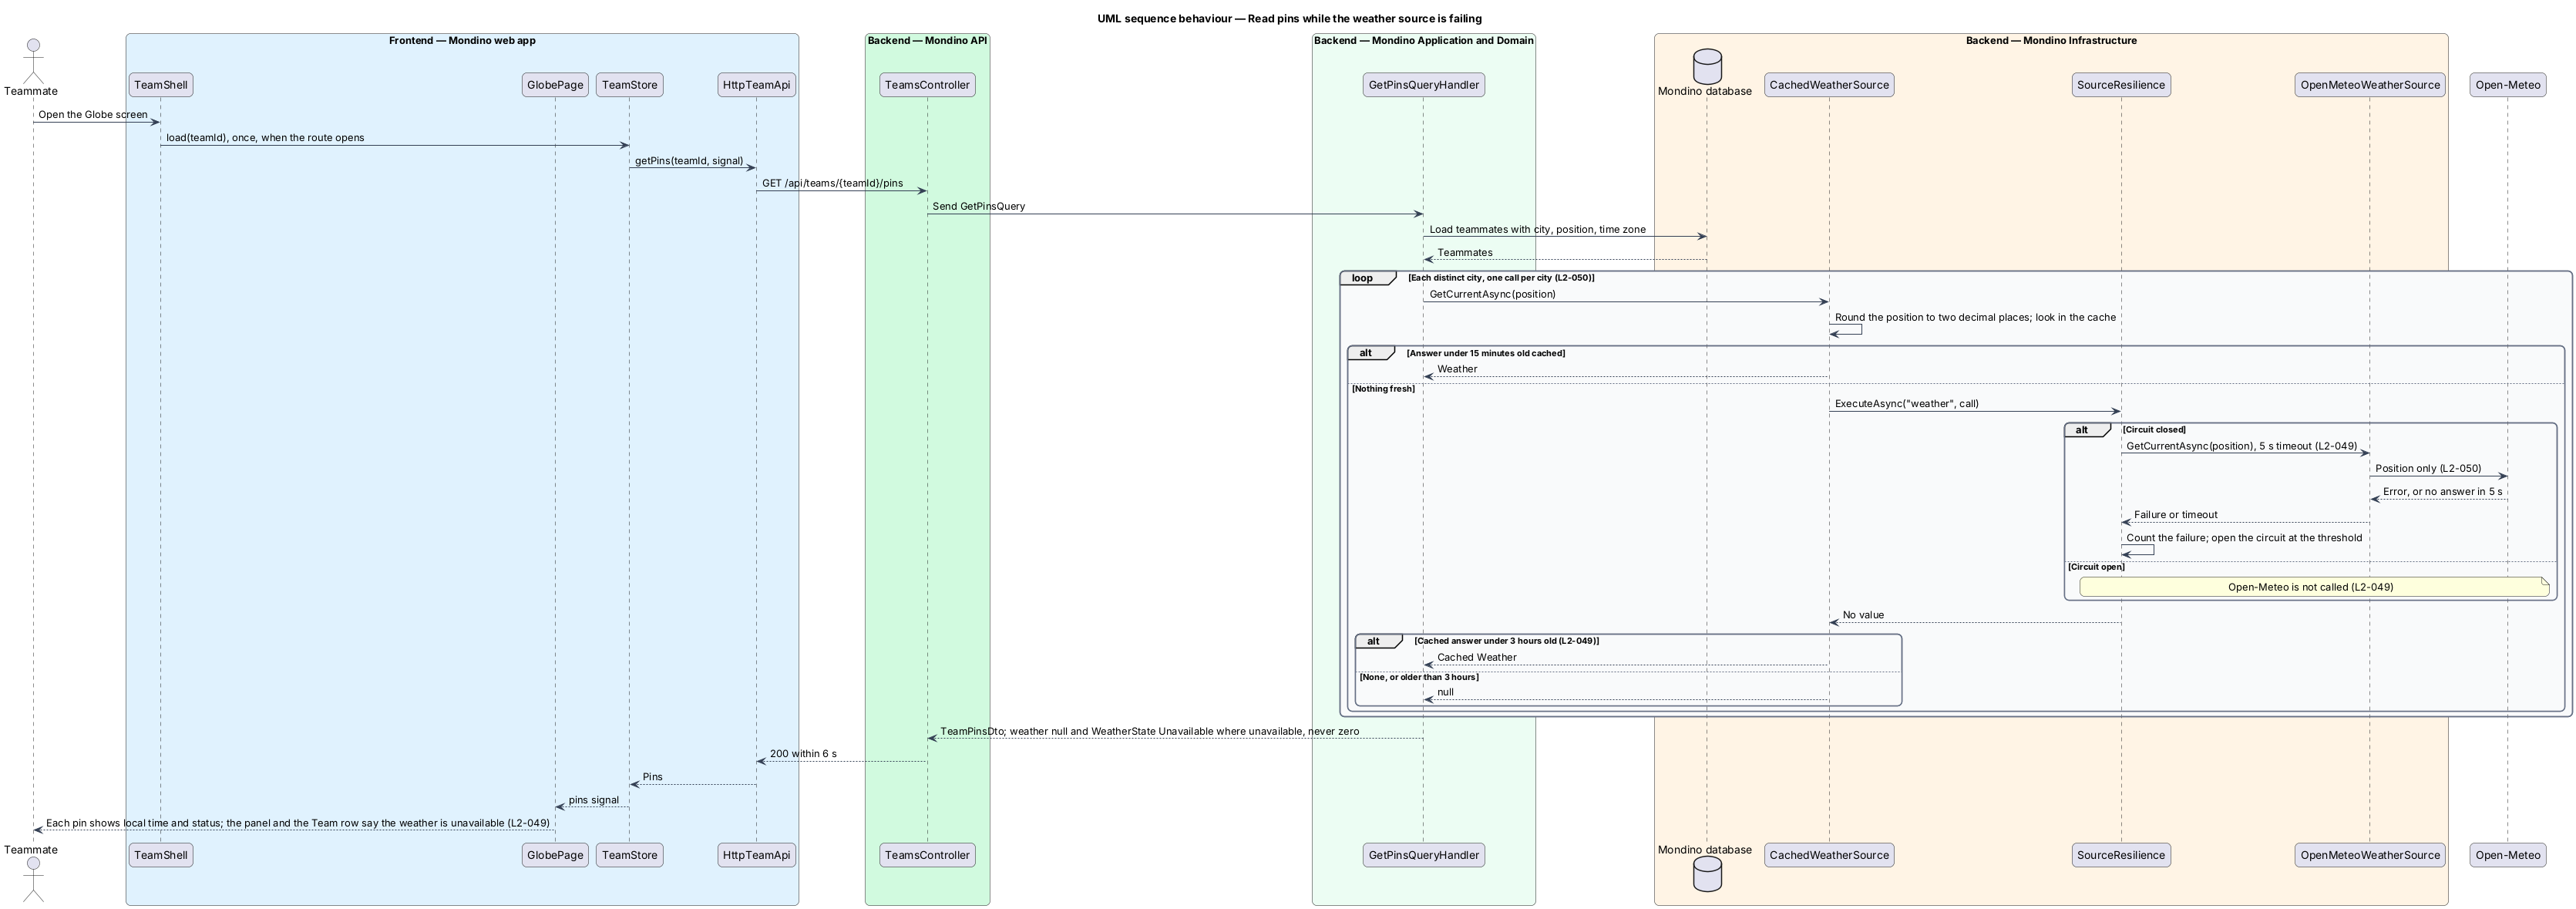 UML sequence behaviour — Read pins while the weather source is failing
Frontend — Mondino web app
Backend — Mondino API
Backend — Mondino Application and Domain
Backend — Mondino Infrastructure
Teammate
TeamShell
GlobePage
TeamStore
HttpTeamApi
TeamsController
GetPinsQueryHandler
Mondino database
CachedWeatherSource
SourceResilience
OpenMeteoWeatherSource
Open-Meteo
Open the Globe screen
load(teamId), once, when the route opens
getPins(teamId, signal)
GET /api/teams/{teamId}/pins
Send GetPinsQuery
Load teammates with city, position, time zone
Teammates
loop [Each distinct city, one call per city (L2-050)]
GetCurrentAsync(position)
Round the position to two decimal places; look in the cache
alt [Answer under 15 minutes old cached]
Weather
[Nothing fresh]
ExecuteAsync("weather", call)
alt [Circuit closed]
GetCurrentAsync(position), 5 s timeout (L2-049)
Position only (L2-050)
Error, or no answer in 5 s
Failure or timeout
Count the failure; open the circuit at the threshold
[Circuit open]
Open-Meteo is not called (L2-049)
No value
alt [Cached answer under 3 hours old (L2-049)]
Cached Weather
[None, or older than 3 hours]
null
TeamPinsDto; weather null and WeatherState Unavailable where unavailable, never zero
200 within 6 s
Pins
pins signal
Each pin shows local time and status; the panel and the Team row say the weather is unavailable (L2-049)
Teammate
TeamShell
GlobePage
TeamStore
HttpTeamApi
TeamsController
GetPinsQueryHandler
Mondino database
CachedWeatherSource
SourceResilience
OpenMeteoWeatherSource
Open-Meteo